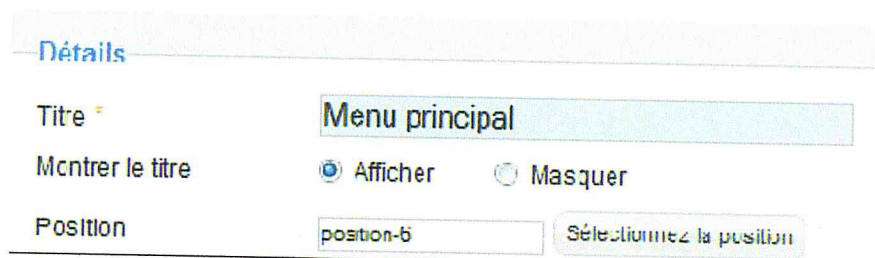 Détails
Titre *
Menu principal
Montrer le titre
Afficher
Masquer
Position
position-6
Sélectionnez la position